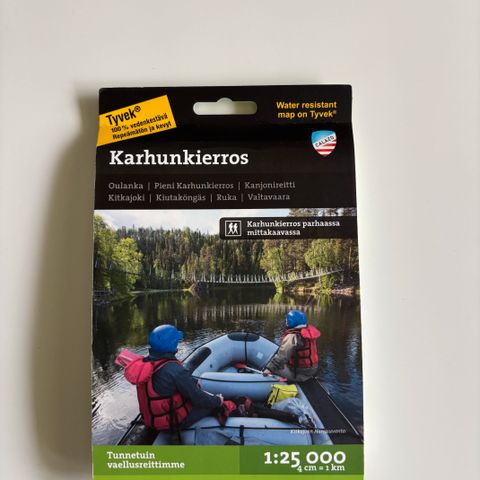 Tyvek®
100% vedenkestävä
Repeämätön ja kevyt
Water resistant
map on Tyvek®
CALAZO
Karhunkierros
Oulanka | Pieni Karhunkierros | Kanjonireitti
Kitkajoki | Kiutaköngäs | Ruka | Valtavaara
Karhunkierros parhaassa
mittakaavassa
Tunnetuin
vaellusreittimme
1:25 000
4 cm = 1 km